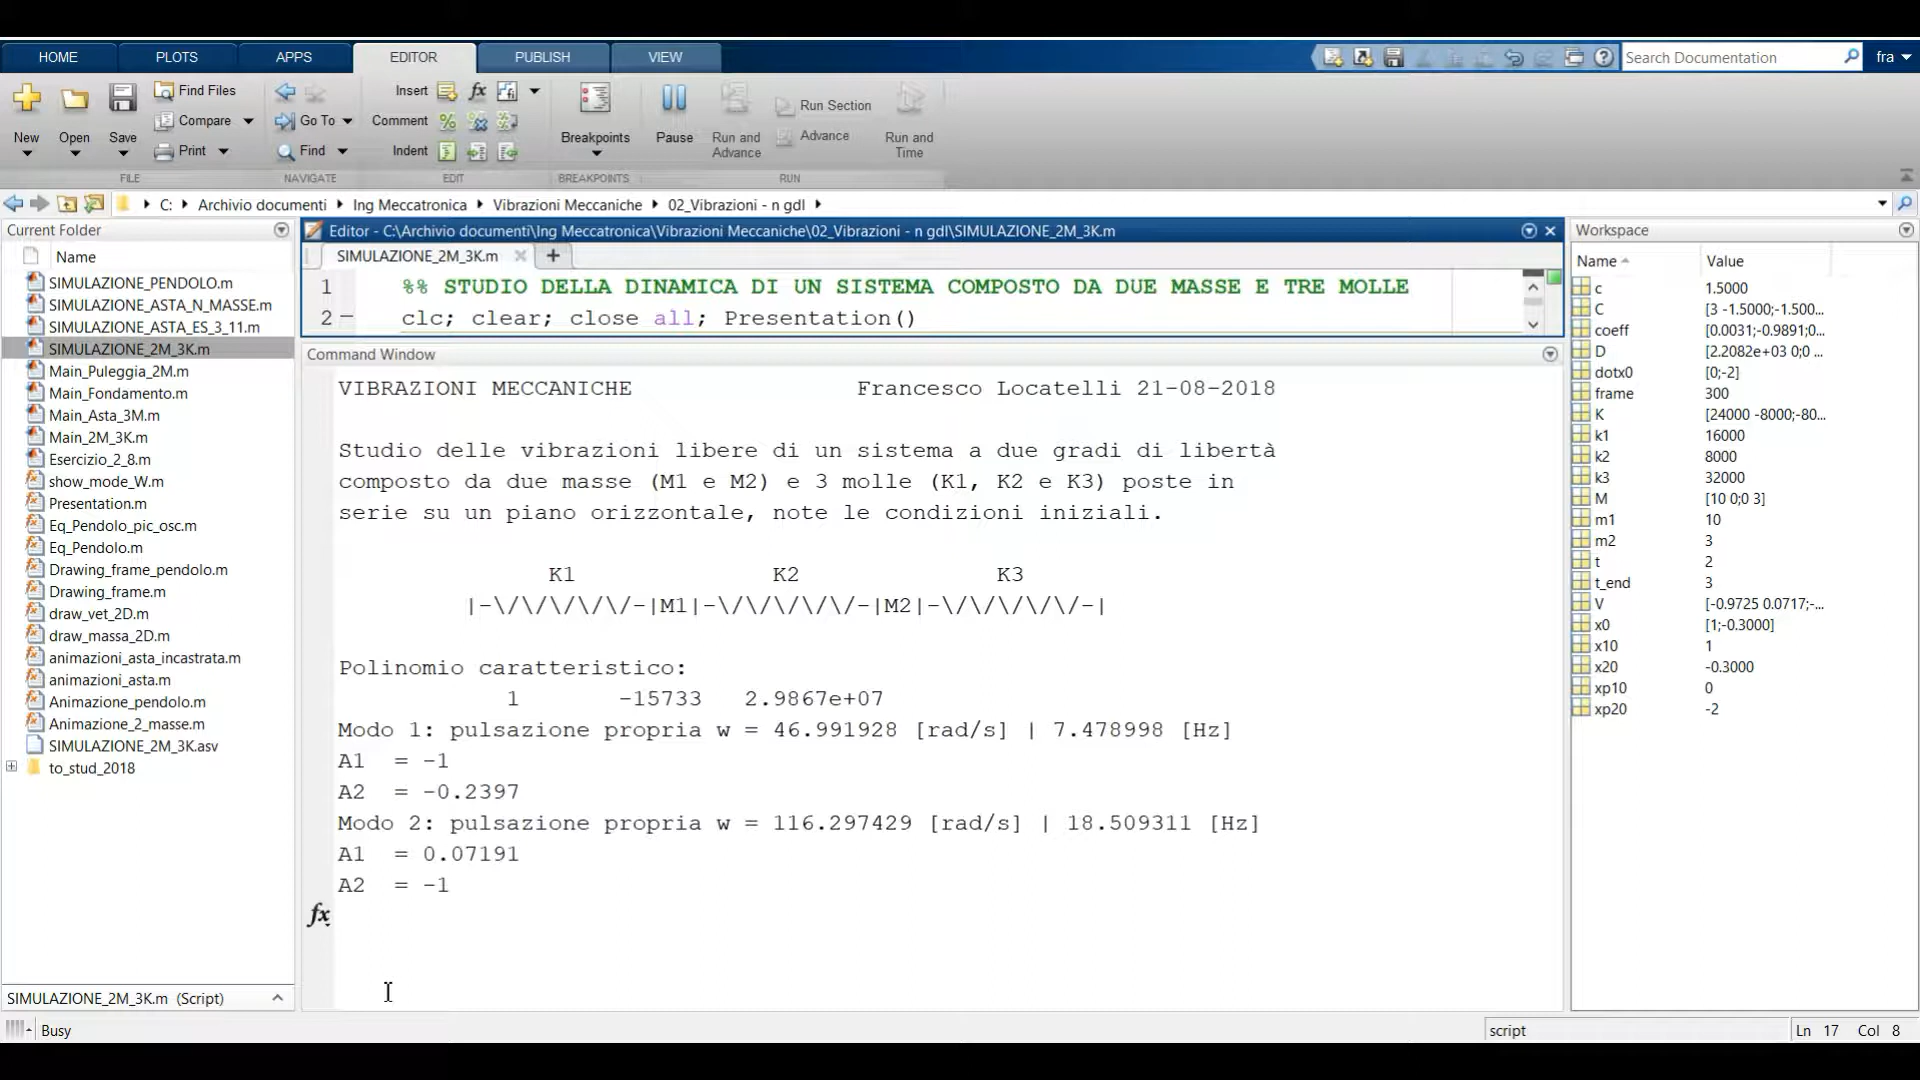 HOME PLOTS APPS EDITOR PUBLISH VIEW Search Documentation fra
New Open Save Find Files Compare Print Go To Find Insert Comment Indent fx Breakpoints Pause Run and Advance Run Section Advance Run and Time
FILE NAVIGATE EDIT BREAKPOINTS RUN
C: Archivio documenti Ing Meccatronica Vibrazioni Meccaniche 02_Vibrazioni - n gdl
Current Folder
Name
SIMULAZIONE_PENDOLO.m
SIMULAZIONE_ASTA_N_MASSE.m
SIMULAZIONE_ASTA_ES_3_11.m
SIMULAZIONE_2M_3K.m
Main_Puleggia_2M.m
Main_Fondamento.m
Main_Asta_3M.m
Main_2M_3K.m
Esercizio_2_8.m
show_mode_W.m
Presentation.m
Eq_Pendolo_pic_osc.m
Eq_Pendolo.m
Drawing_frame_pendolo.m
Drawing_frame.m
draw_vet_2D.m
draw_massa_2D.m
animazioni_asta_incastrata.m
animazioni_asta.m
Animazione_pendolo.m
Animazione_2_masse.m
SIMULAZIONE_2M_3K.asv
to_stud_2018
SIMULAZIONE_2M_3K.m (Script)
Editor - C:\Archivio documenti\Ing Meccatronica\Vibrazioni Meccaniche\02_Vibrazioni - n gdl\SIMULAZIONE_2M_3K.m
SIMULAZIONE_2M_3K.m
1 %% STUDIO DELLA DINAMICA DI UN SISTEMA COMPOSTO DA DUE MASSE E TRE MOLLE
2 clc; clear; close all; Presentation()
Command Window
VIBRAZIONI MECCANICHE Francesco Locatelli 21-08-2018
Studio delle vibrazioni libere di un sistema a due gradi di libertà
composto da due masse (M1 e M2) e 3 molle (K1, K2 e K3) poste in
serie su un piano orizzontale, note le condizioni iniziali.
K1 K2 K3
|-\/\/\/\/\/-|M1|-\/\/\/\/\/-|M2|-\/\/\/\/\/-|
Polinomio caratteristico:
1 -15733 2.9867e+07
Modo 1: pulsazione propria w = 46.991928 [rad/s] | 7.478998 [Hz]
A1 = -1
A2 = -0.2397
Modo 2: pulsazione propria w = 116.297429 [rad/s] | 18.509311 [Hz]
A1 = 0.07191
A2 = -1
fx
Workspace
Name Value
c 1.5000
C [3 -1.5000;-1.500...
coeff [0.0031;-0.9891;0...
D [2.2082e+03 0;0 ...
dotx0 [0;-2]
frame 300
K [24000 -8000;-80...
k1 16000
k2 8000
k3 32000
M [10 0;0 3]
m1 10
m2 3
t 2
t_end 3
V [-0.9725 0.0717;-...
x0 [1;-0.3000]
x10 1
x20 -0.3000
xp10 0
xp20 -2
Busy script Ln 17 Col 8